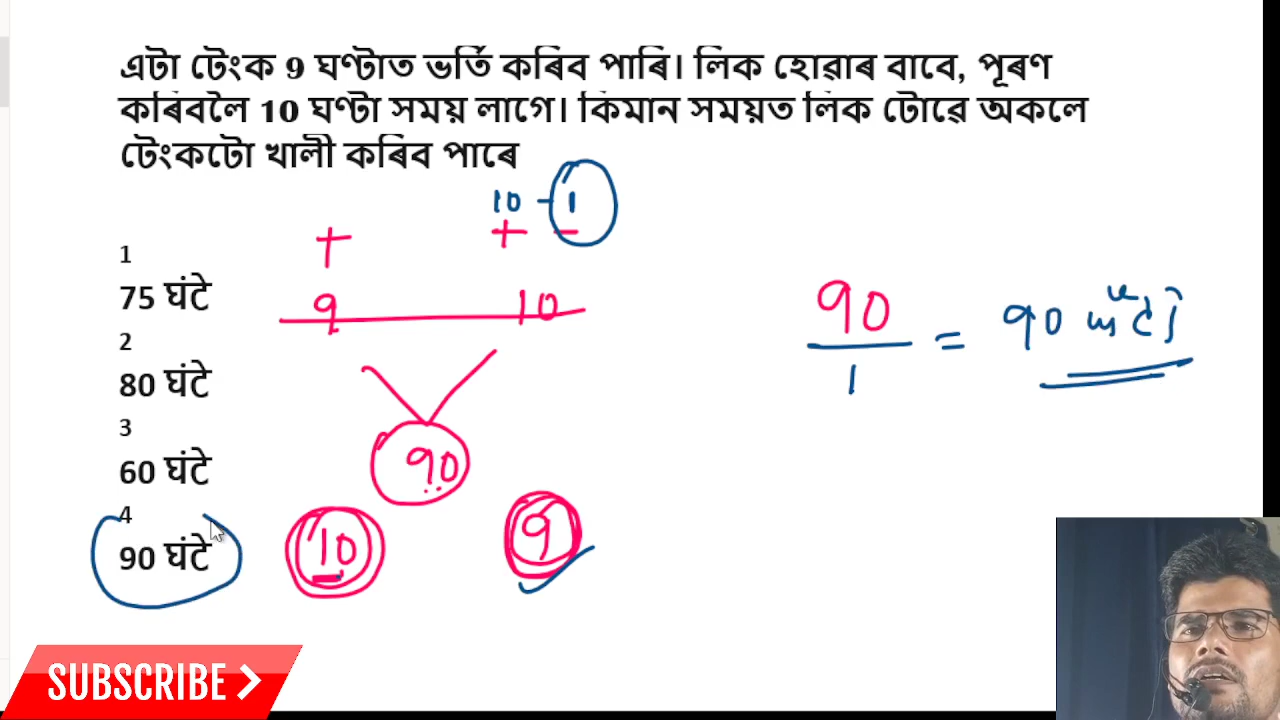 এটা টেংক 9 ঘণ্টাত ভৰ্তি কৰিব পাৰি। লিক হোৱাৰ বাবে, পূৰণ
কৰিবলৈ 10 ঘণ্টা সময় লাগে। কিমান সময়ত লিক টোৱে অকলে
টেংকটো খালী কৰিব পাৰে
10 - 1
+ + -
1
75 घंटे
9 10
2
80 घंटे
3
60 घंटे
90
4
90 घंटे
10 9
90
1
= 90
SUBSCRIBE